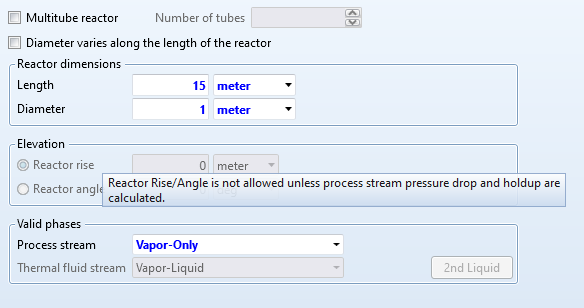 Multitube reactor Number of tubes
Diameter varies along the length of the reactor
Reactor dimensions
Length 15 meter
Diameter 1 meter
Elevation
Reactor rise 0 meter
Reactor angle
Reactor Rise/Angle is not allowed unless process stream pressure drop and holdup are
calculated.
Valid phases
Process stream Vapor-Only
Thermal fluid stream Vapor-Liquid 2nd Liquid